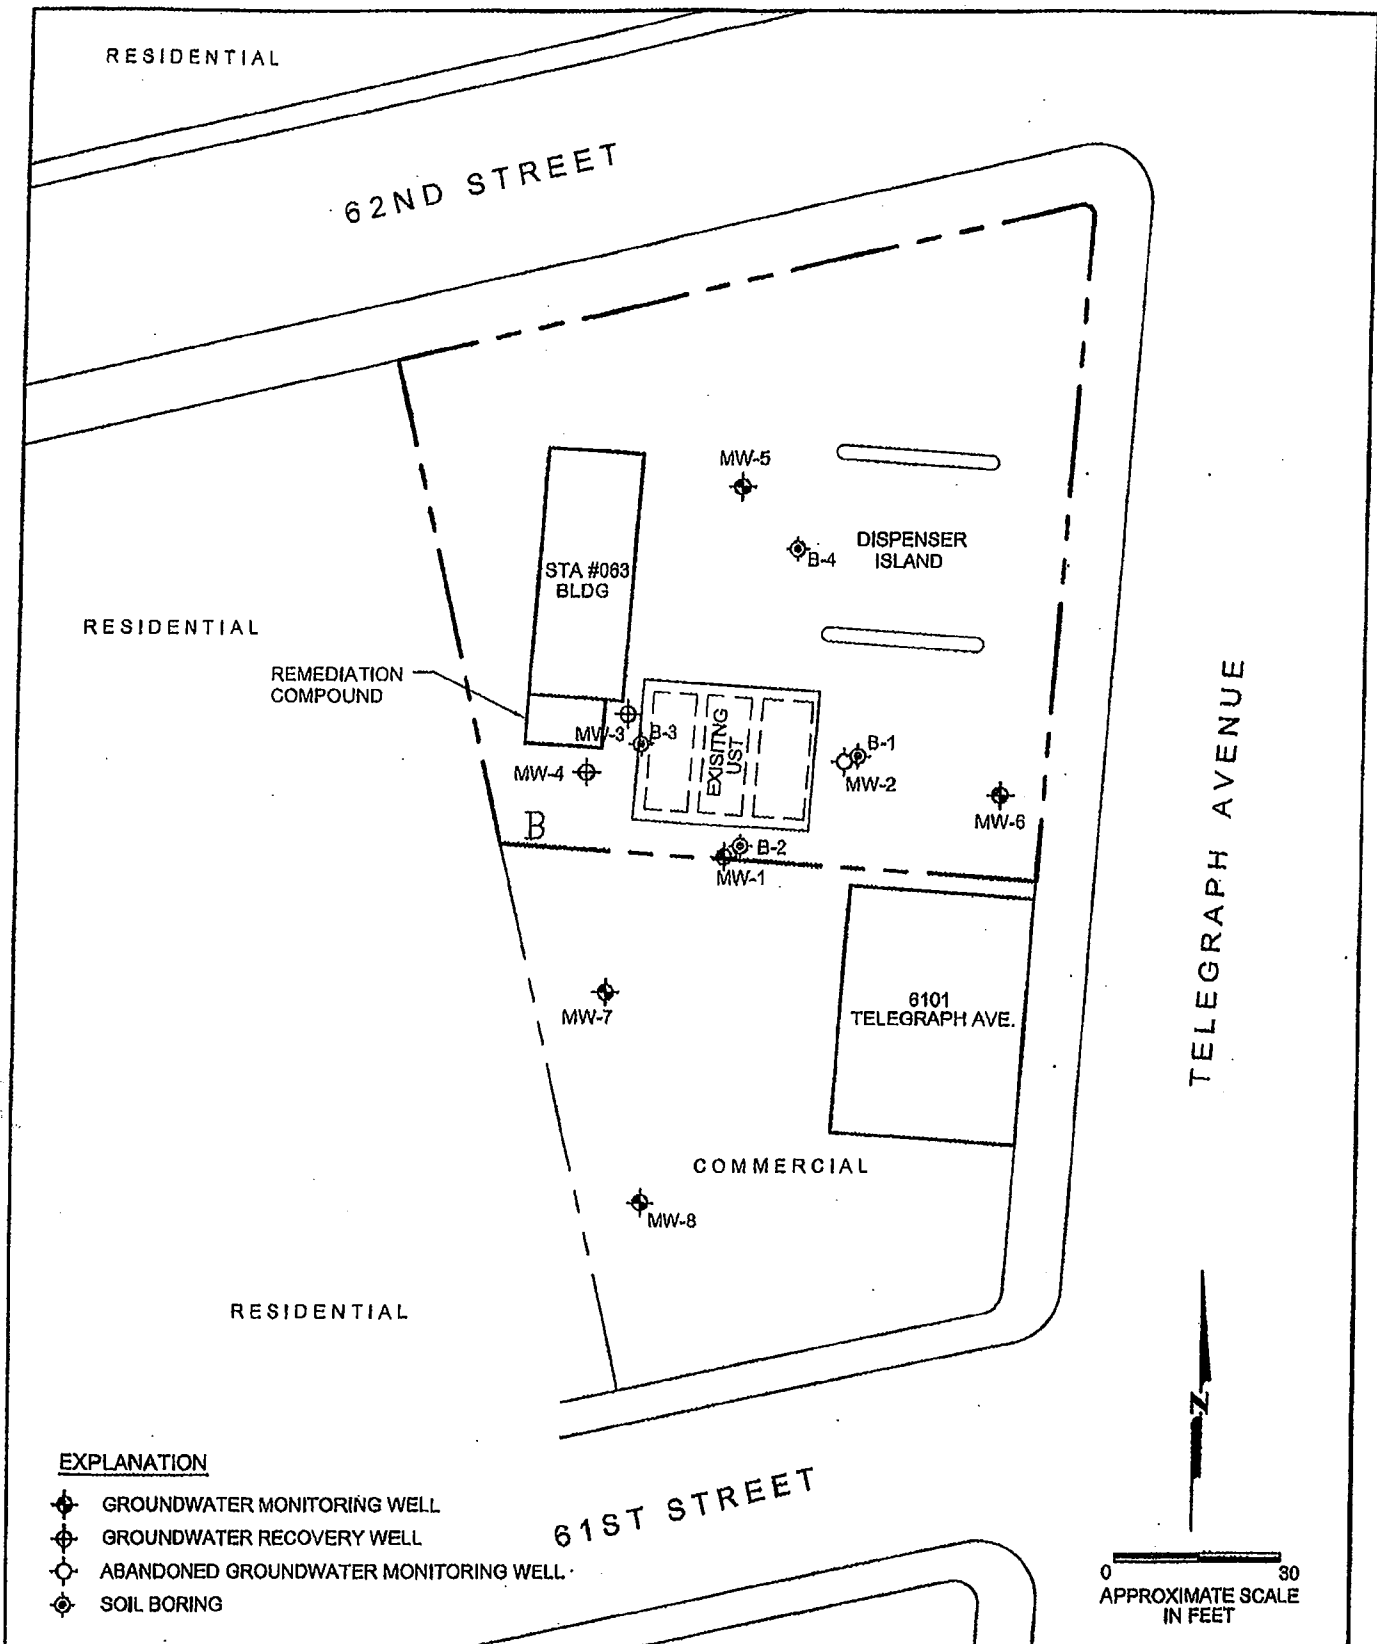 RESIDENTIAL
62ND STREET
MW-5
B-4
DISPENSER
ISLAND
STA #063
BLDG
RESIDENTIAL
REMEDIATION
COMPOUND
MW-3
B-3
EXISITNG
UST
B-1
MW-2
MW-4
MW-6
B
B-2
MW-1
TELEGRAPH AVENUE
6101
TELEGRAPH AVE.
MW-7
COMMERCIAL
MW-8
RESIDENTIAL
N
EXPLANATION
GROUNDWATER MONITORING WELL
GROUNDWATER RECOVERY WELL
ABANDONED GROUNDWATER MONITORING WELL
SOIL BORING
61ST STREET
0 30
APPROXIMATE SCALE
IN FEET